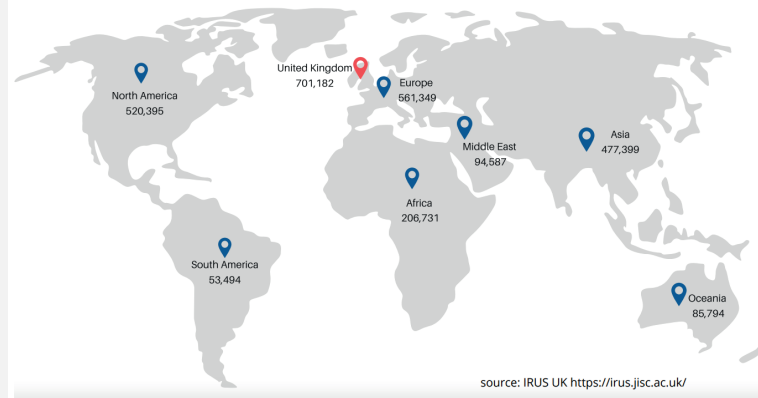 United Kingdom
701,182
Europe
561,349
North America
520,395
Middle East
94,587
Asia
477,399
Africa
206,731
South America
53,494
Oceania
85,794
source: IRUS UK https://irus.jisc.ac.uk/